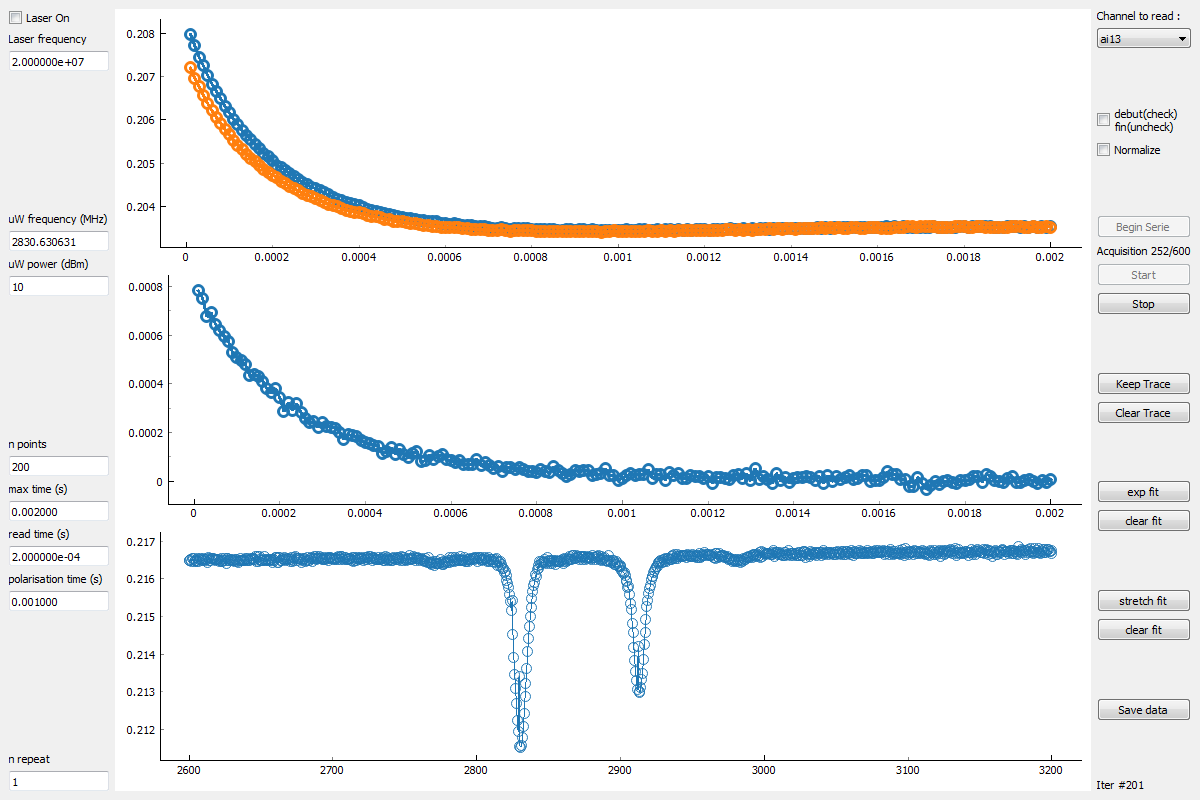 Laser On
Laser frequency
2.000000e+07
uW frequency (MHz)
2830.630631
uW power (dBm)
10
n points
200
max time (s)
0.002000
read time (s)
2.000000e-04
polarisation time (s)
0.001000
n repeat
1
0.208
0.207
0.206
0.205
0.204
0 0.0002 0.0004 0.0006 0.0008 0.001 0.0012 0.0014 0.0016 0.0018 0.002
0.0008
0.0006
0.0004
0.0002
0
0 0.0002 0.0004 0.0006 0.0008 0.001 0.0012 0.0014 0.0016 0.0018 0.002
0.217
0.216
0.215
0.214
0.213
0.212
2600 2700 2800 2900 3000 3100 3200
Channel to read :
ai13
debut(check)
fin(uncheck)
Normalize
Begin Serie
Acquisition 252/600
Start
Stop
Keep Trace
Clear Trace
exp fit
clear fit
stretch fit
clear fit
Save data
Iter #201